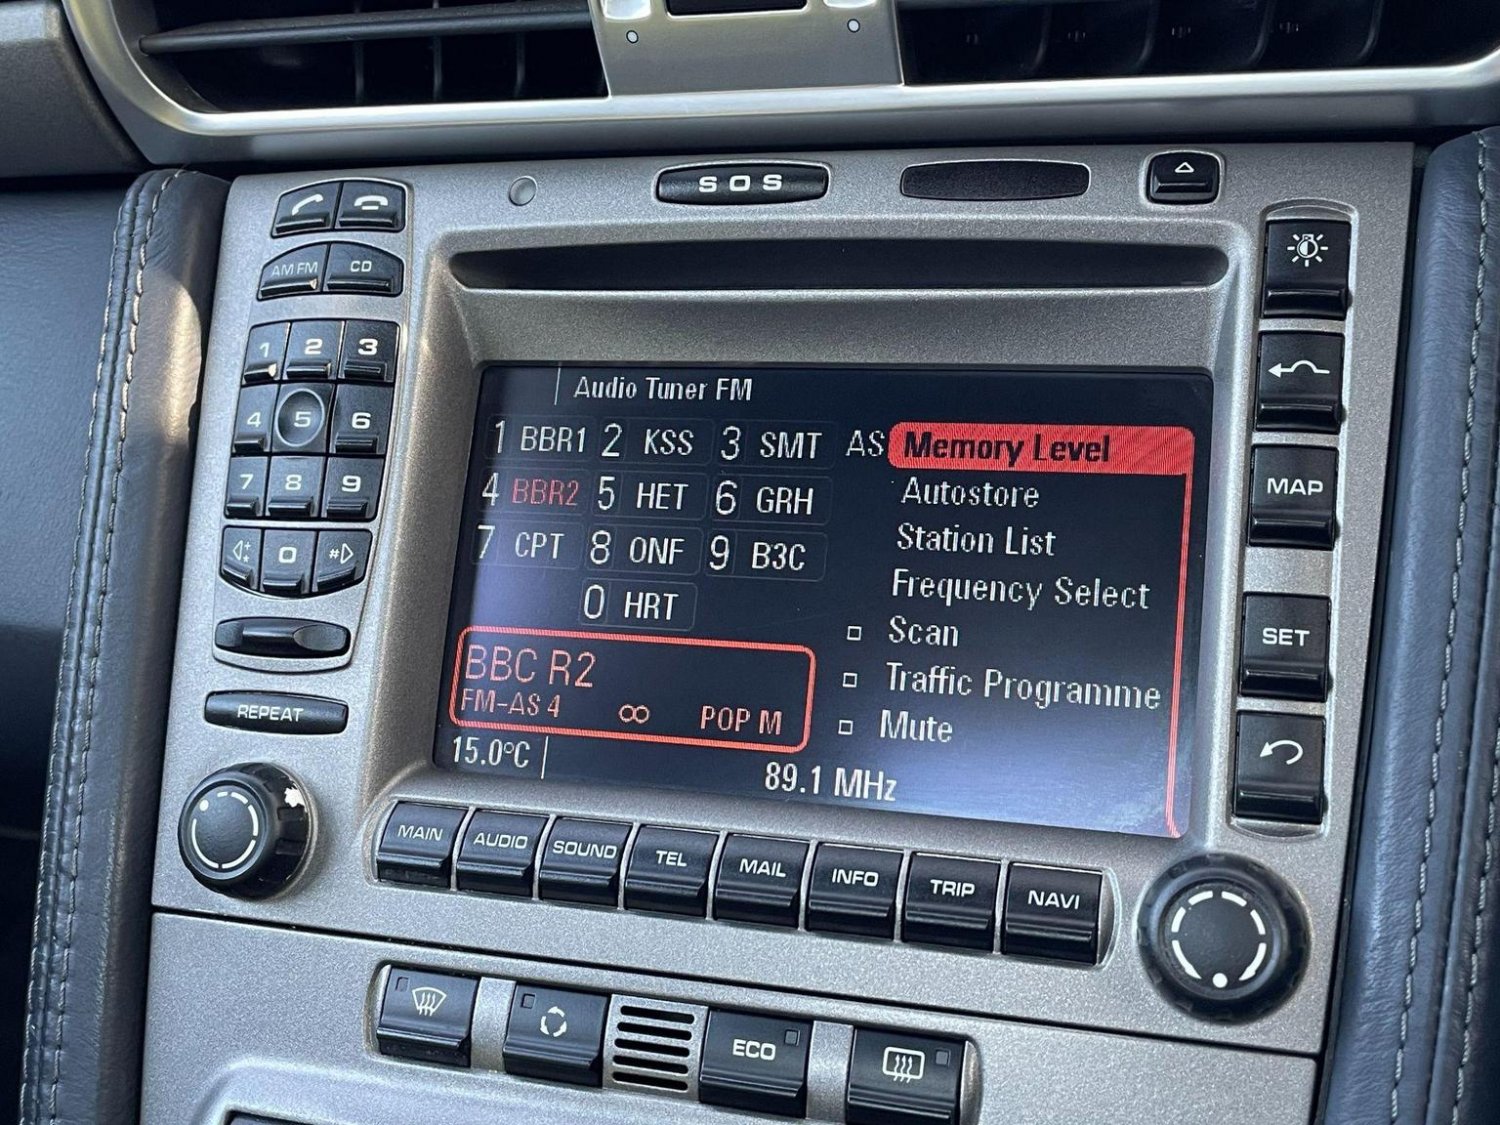 SOS
AM FM CD
1 2 3
4 5 6
7 8 9
0 #
REPEAT
Audio Tuner FM
1 BBR1 2 KSS 3 SMT AS
4 BBR2 5 HET 6 GRH
7 CPT 8 ONF 9 B3C
0 HRT
Memory Level
Autostore
Station List
Frequency Select
Scan
Traffic Programme
Mute
BBC R2
FM-AS 4 ∞ POP M
15.0°C
89.1 MHz
MAP
SET
MAIN AUDIO SOUND TEL MAIL INFO TRIP NAVI
ECO